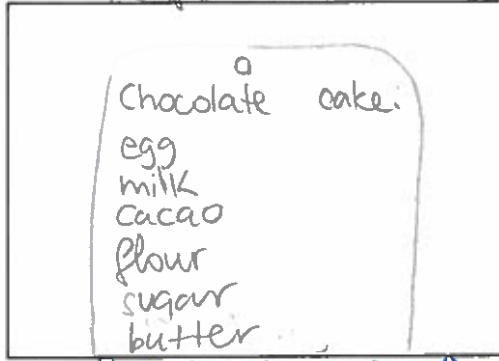 Chocolate cake.
egg
milk
cacao
flour
sugar
butter